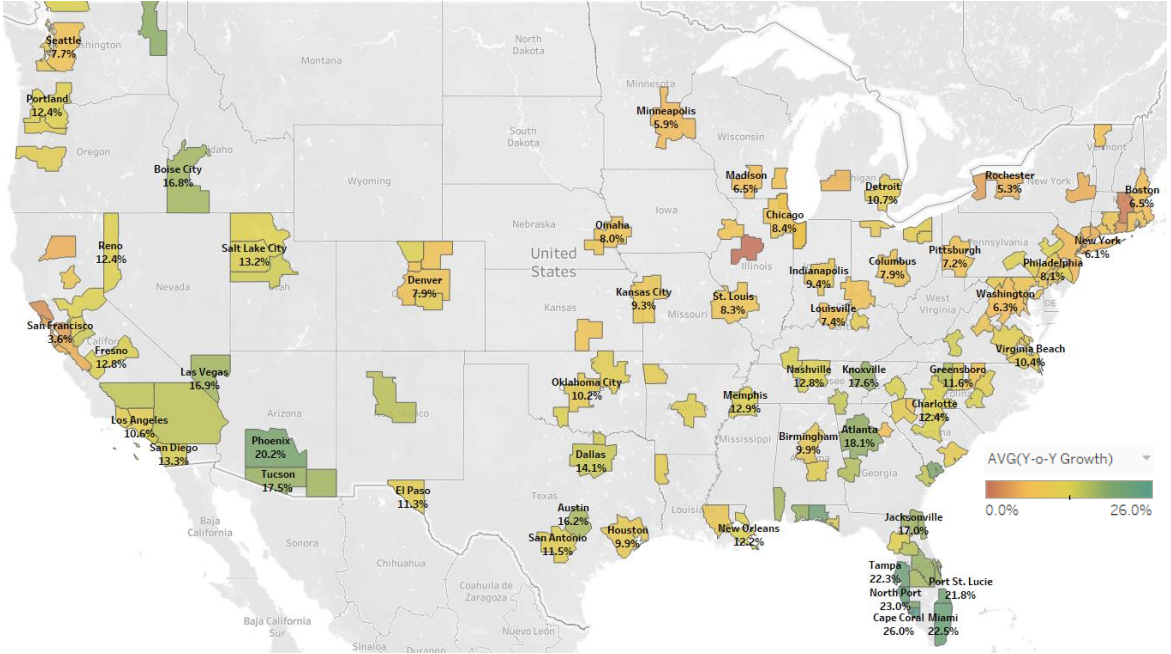 Seattle
7.7%
Washington
Montana
North
Dakota
Minnesota
Minneapolis
5.9%
Portland
12.4%
Oregon
Idaho
Boise City
16.8%
South
Dakota
Wisconsin
Vermont
Wyoming
Madison
6.5%
Michigan
Detroit
10.7%
Rochester
5.3%
New York
Boston
6.5%
Iowa
Chicago
8.4%
Nebraska
Omaha
8.0%
Reno
12.4%
Salt Lake City
13.2%
Utah
United
States
Illinois
Indianapolis
9.4%
Columbus
7.9%
Pittsburgh
7.2%
Pennsylvania
New York
6.1%
Philadelphia
8.1%
Nevada
Denver
7.9%
Kansas City
9.3%
Kansas
Missouri
St. Louis
8.3%
Louisville
7.4%
West
Virginia
Washington
6.3%
DE
San Francisco
3.6%
Fresno
12.8%
Las Vegas
16.9%
Virginia Beach
10.4%
Oklahoma City
10.2%
Nashville
12.8%
Knoxville
17.6%
Greensboro
11.6%
Arizona
Los Angeles
10.6%
San Diego
13.3%
Memphis
12.9%
Charlotte
12.4%
Phoenix
20.2%
Tucson
17.5%
Dallas
14.1%
Mississippi
Birmingham
9.9%
Atlanta
18.1%
Georgia
El Paso
11.3%
Texas
Austin
16.2%
San Antonio
11.5%
Houston
9.9%
New Orleans
12.2%
Jacksonville
17.0%
AVG(Y-o-Y Growth)
0.0%
26.0%
Baja
California
Sonora
Chihuahua
Tampa
22.3%
Port St. Lucie
21.8%
North Port
23.0%
Cape Coral
26.0%
Miami
22.5%
Coahuila de
Zaragoza
Baja California
Sur
Nuevo León
Sinaloa
Durango